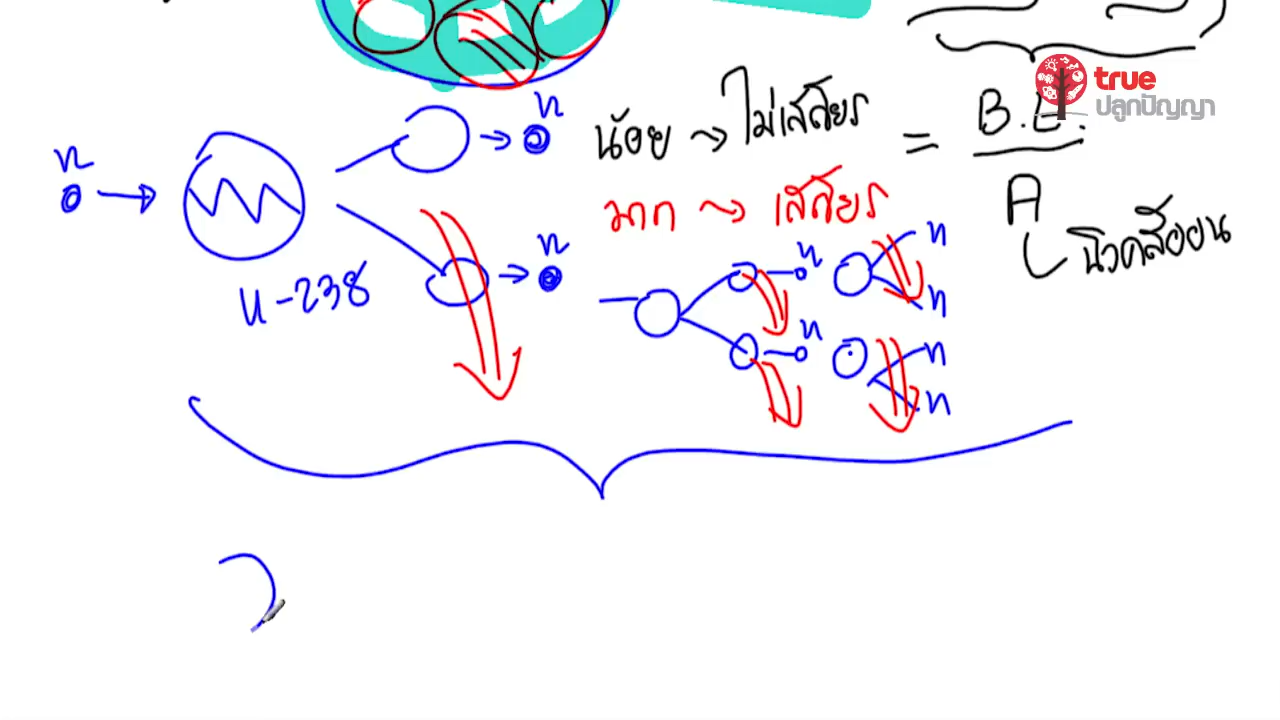 true
ปลูกปัญญา
n
n
น้อย → ไม่เสถียร
= B.E.
A
n
มาก → เสถียร
นิวคลีออน
U-238
n
n
n
n
n
n
n